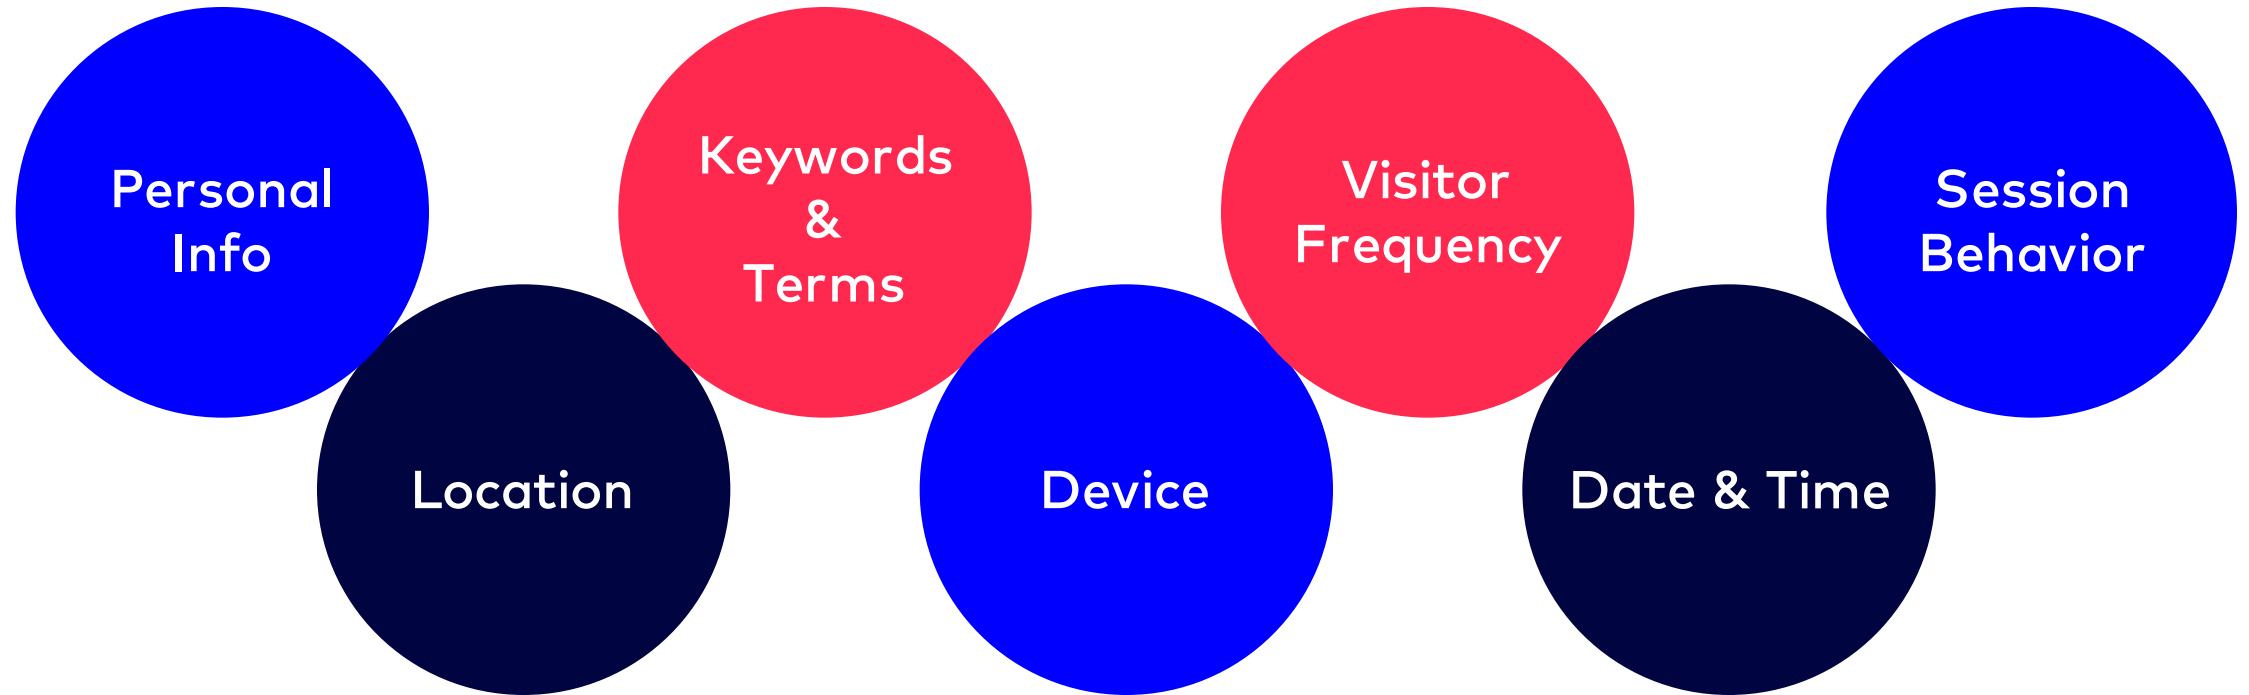 Personal
Info
Location
Keywords
&
Terms
Device
Visitor
Frequency
Date & Time
Session
Behavior